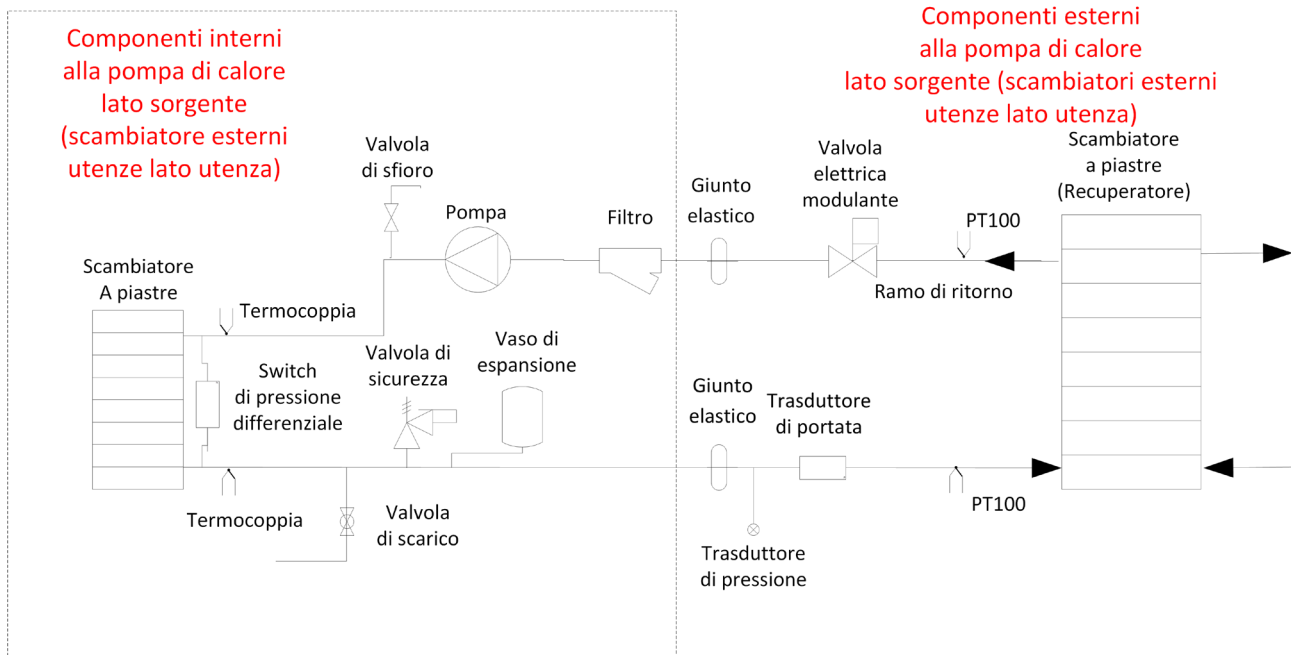 Componenti interni
alla pompa di calore
lato sorgente
(scambiatore esterni
utenze lato utenza)
Componenti esterni
alla pompa di calore
lato sorgente (scambiatori esterni
utenze lato utenza)
Valvola
di sfioro
Pompa
Filtro
Giunto
elastico
Valvola
elettrica
modulante
PT100
Scambiatore
a piastre
(Recuperatore)
Ramo di ritorno
Scambiatore
A piastre
Termocoppia
Switch
di pressione
differenziale
Valvola di
sicurezza
Vaso di
espansione
Giunto
elastico
Trasduttore
di portata
Termocoppia
Valvola
di scarico
Trasduttore
di pressione
PT100